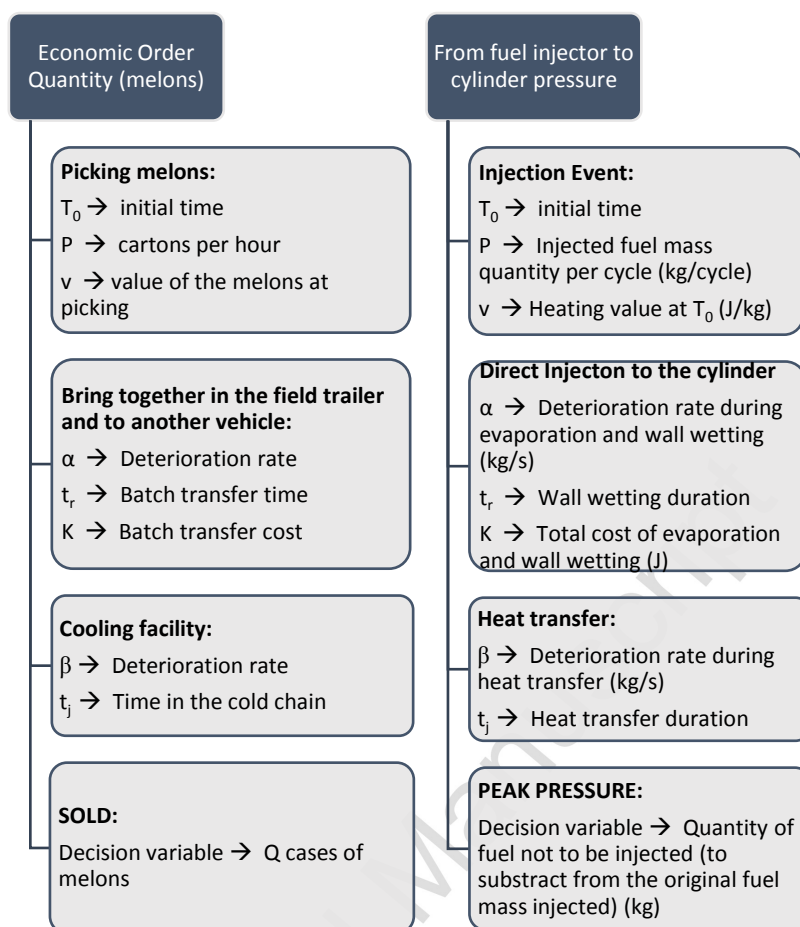 Economic Order
Quantity (melons)
Picking melons:
T₀ → initial time
P → cartons per hour
v → value of the melons at
picking
Bring together in the field trailer
and to another vehicle:
α → Deterioration rate
tᵣ → Batch transfer time
K → Batch transfer cost
Cooling facility:
β → Deterioration rate
tⱼ → Time in the cold chain
SOLD:
Decision variable → Q cases of
melons
From fuel injector to
cylinder pressure
Injection Event:
T₀ → initial time
P → Injected fuel mass
quantity per cycle (kg/cycle)
v → Heating value at T₀ (J/kg)
Direct Injecton to the cylinder
α → Deterioration rate during
evaporation and wall wetting
(kg/s)
tᵣ → Wall wetting duration
K → Total cost of evaporation
and wall wetting (J)
Heat transfer:
β → Deterioration rate during
heat transfer (kg/s)
tⱼ → Heat transfer duration
PEAK PRESSURE:
Decision variable → Quantity of
fuel not to be injected (to
substract from the original fuel
mass injected) (kg)
Manuscript